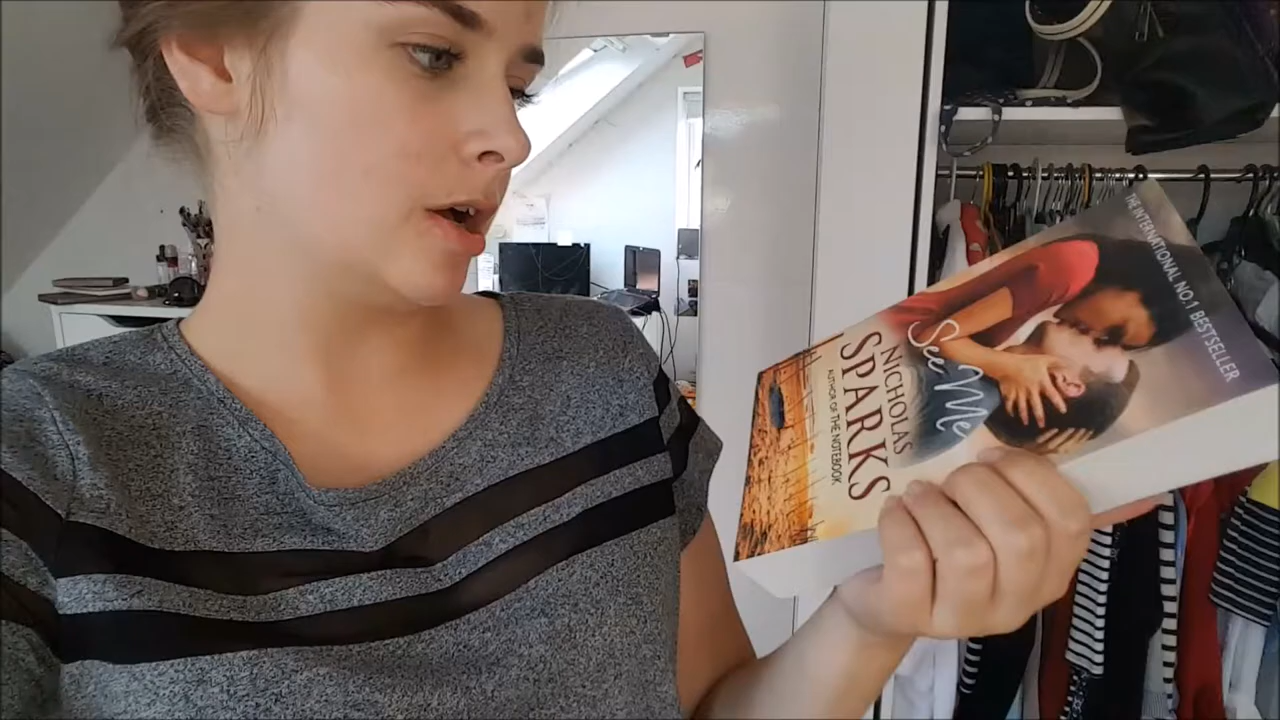 THE INTERNATIONAL NO.1 BESTSELLER
See Me
NICHOLAS
SPARKS
AUTHOR OF THE NOTEBOOK